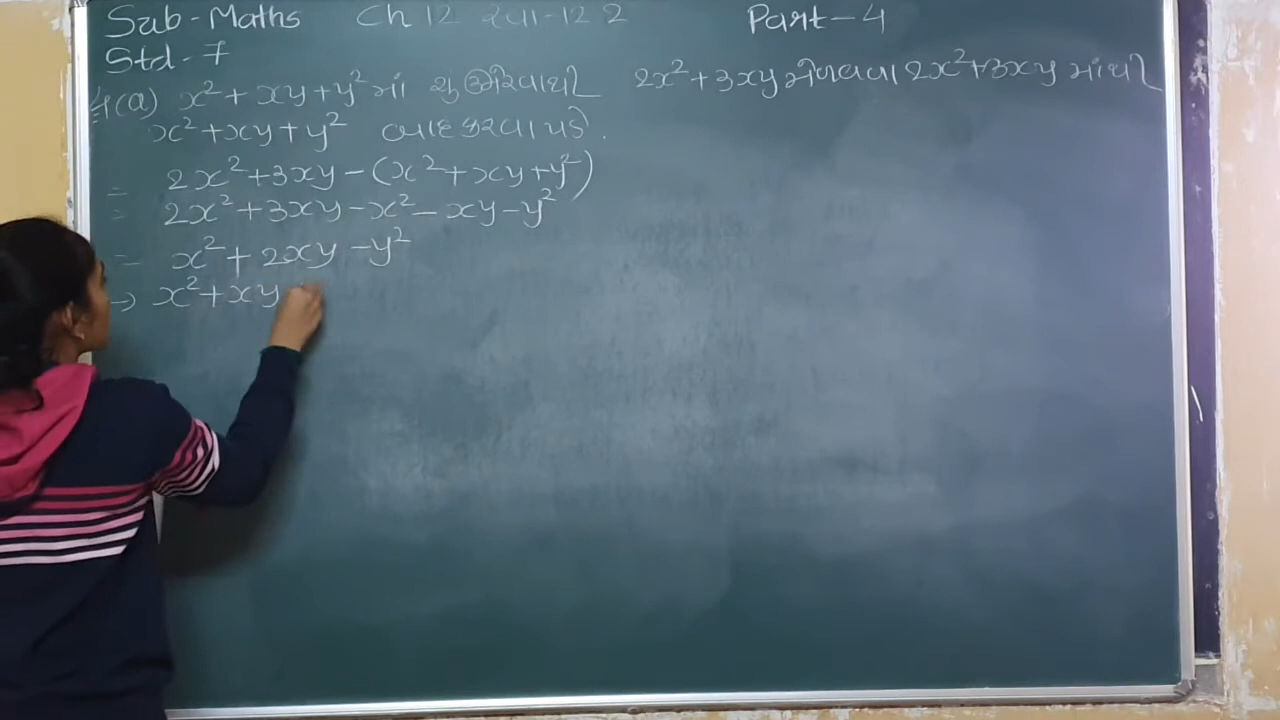 Sub - Maths Ch 12 સ્વા-12.2 Part-4
Std - 7
4(a) x² + xy + y² માં શું ઉમેરવાથી 2x² + 3xy મેળવવા 2x² + 3xy માંથી
x² + xy + y² બાદ કરવા પડે.
= 2x² + 3xy - (x² + xy + y²)
= 2x² + 3xy - x² - xy - y²
= x² + 2xy - y²
→ x² + xy